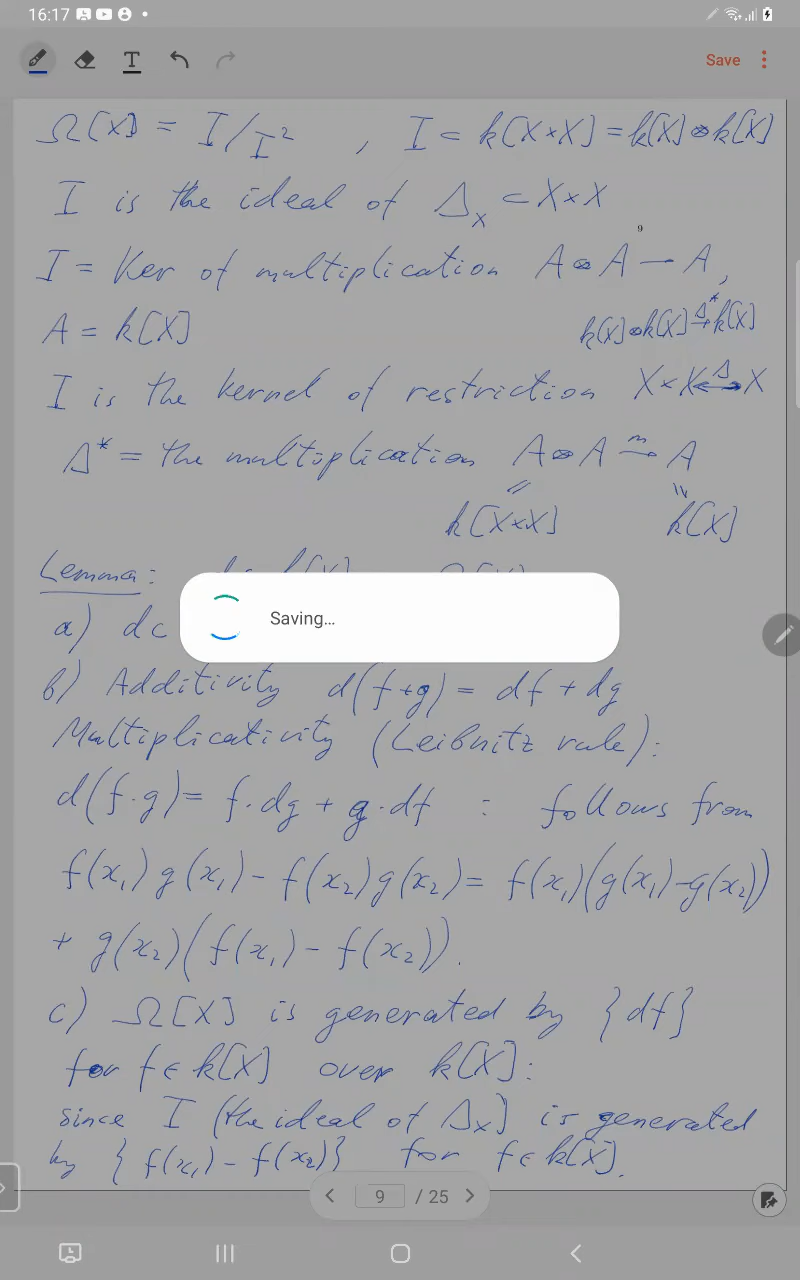 16:17
Save
Ω[X] = I/I² , I ⊂ k[X×X] = k[X]⊗k[X]
I is the ideal of Δ_X ⊂ X×X
9
I = Ker of multiplication A⊗A → A,
A = k[X] k[X]⊗k[X] →^{Δ*} k[X]
I is the kernel of restriction X×X ←^Δ X
Δ* = the multiplication A⊗A →^m A
k[X×X] k[X]
Lemma:
Saving...
a) dc
b) Additivity d(f+g) = df + dg
Multiplicativity (Leibnitz rule):
d(f·g) = f·dg + g·df : follows from
f(x₁)g(x₁) - f(x₂)g(x₂) = f(x₁)(g(x₁)-g(x₂))
+ g(x₂)(f(x₁) - f(x₂)).
c) Ω[X] is generated by {df}
for f∈k[X] over k[X]:
since I (the ideal of Δ_X) is generated
by {f(x₁) - f(x₂)} for f∈k[X].
9 / 25